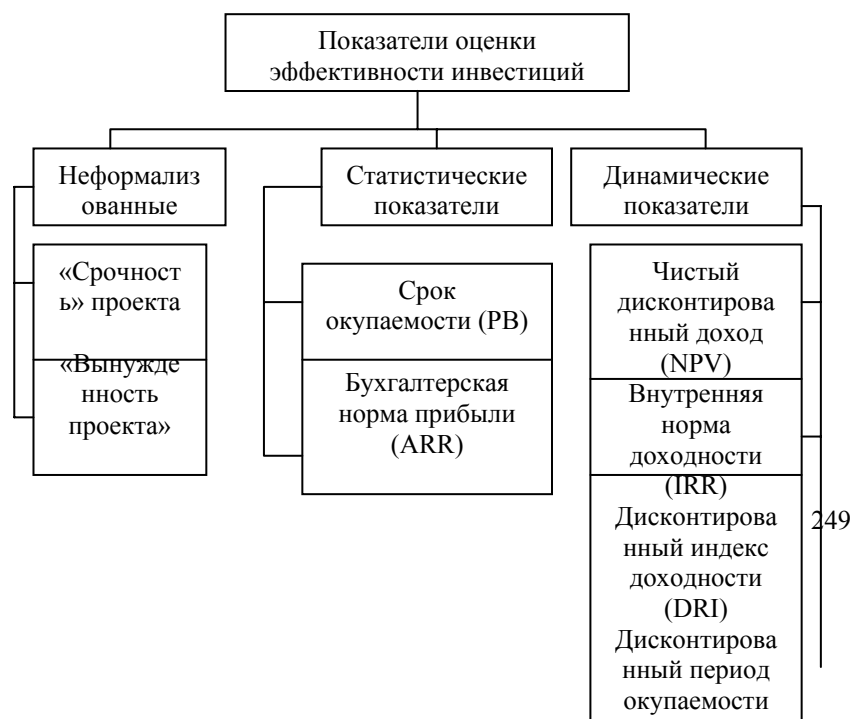 Показатели оценки
эффективности инвестиций
Неформализ
ованные
«Срочност
ь» проекта
«Вынужде
нность
проекта»
Статистические
показатели
Срок
окупаемости (PB)
Бухгалтерская
норма прибыли
(ARR)
Динамические
показатели
Чистый
дисконтирова
нный доход
(NPV)
Внутренняя
норма
доходности
(IRR)
Дисконтирова
нный индекс
доходности
(DRI)
Дисконтирова
нный период
окупаемости
249